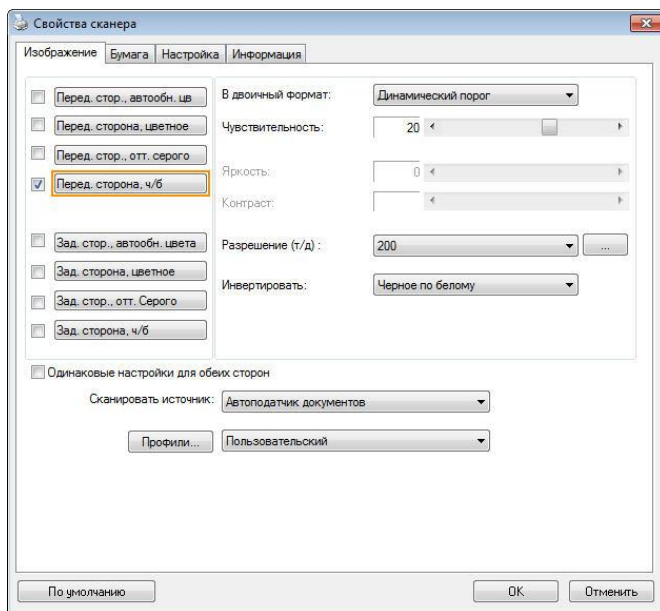 Свойства сканера
Изображение Бумага Настройка Информация
Перед. стор., автообн. цв
Перед. сторона, цветное
Перед. стор., отт. серого
Перед. сторона, ч/б
Зад. стор., автообн. цвета
Зад. сторона, цветное
Зад. стор., отт. Серого
Зад. сторона, ч/б
В двоичный формат: Динамический порог
Чувствительность: 20
Яркость: 0
Контраст:
Разрешение (т/д) : 200 ...
Инвертировать: Черное по белому
Одинаковые настройки для обеих сторон
Сканировать источник: Автоподатчик документов
Профили... Пользовательский
По умолчанию OK Отменить